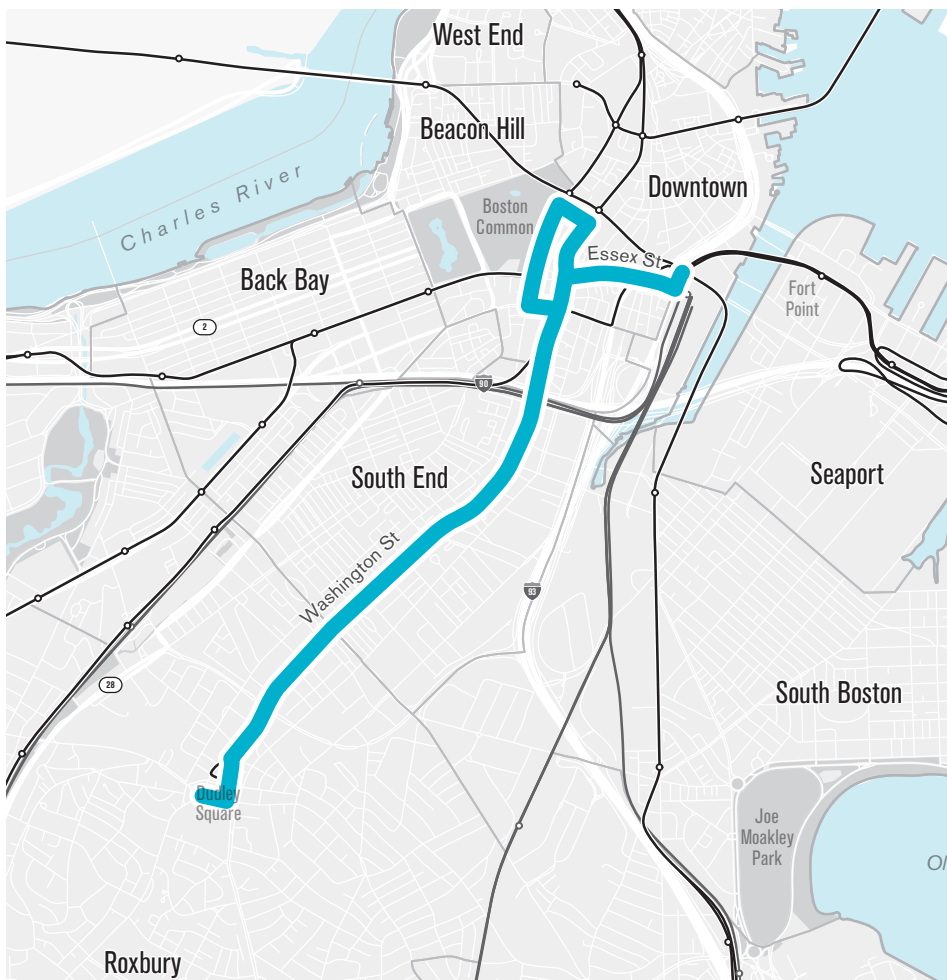 West End
Beacon Hill
Downtown
Charles River
Boston
Common
Essex St
Back Bay
Fort
Point
2
90
South End
Seaport
Washington St
93
28
South Boston
Dudley
Square
Joe
Moakley
Park
Ol
Roxbury